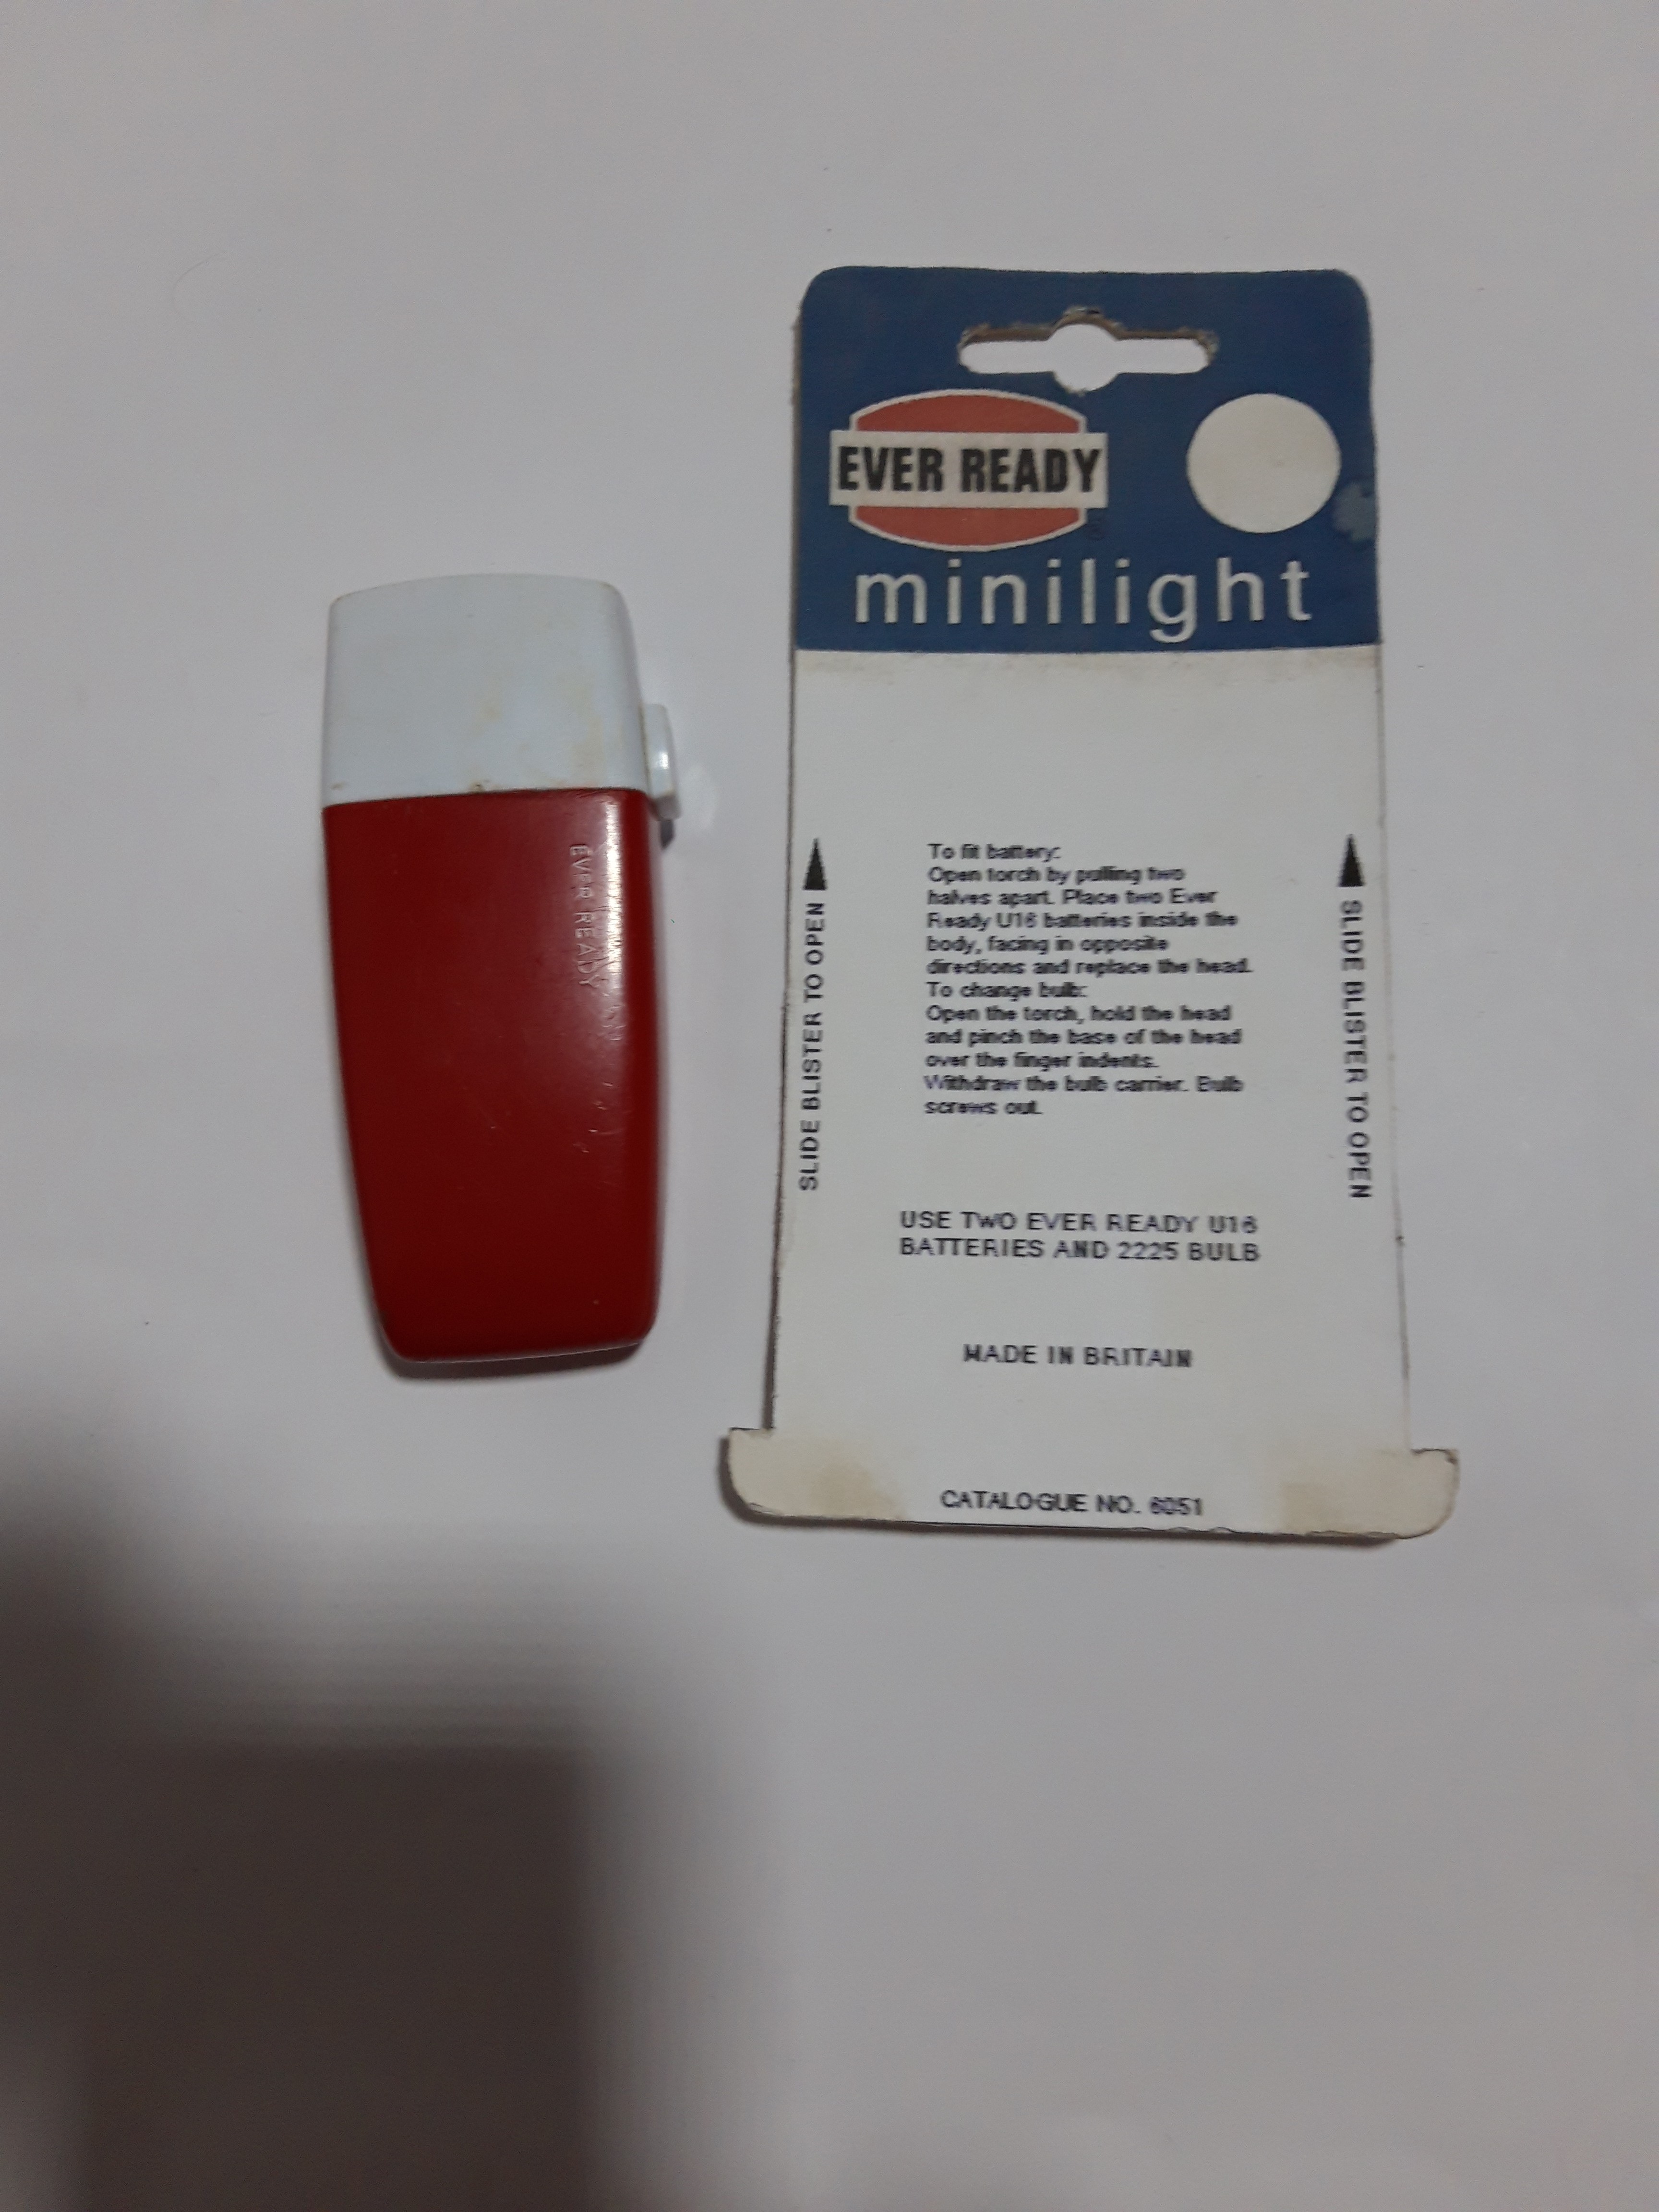 EVER READY
EVER READY
®
minilight
SLIDE BLISTER TO OPEN
To fit battery:
Open torch by pulling two
halves apart. Place two Ever
Ready U16 batteries inside the
body, facing in opposite
directions and replace the head.
To change bulb:
Open the torch, hold the head
and pinch the base of the head
over the finger indents.
Withdraw the bulb carrier. Bulb
screws out.
SLIDE BLISTER TO OPEN
USE TWO EVER READY U16
BATTERIES AND 2225 BULB
MADE IN BRITAIN
CATALOGUE NO. 6051